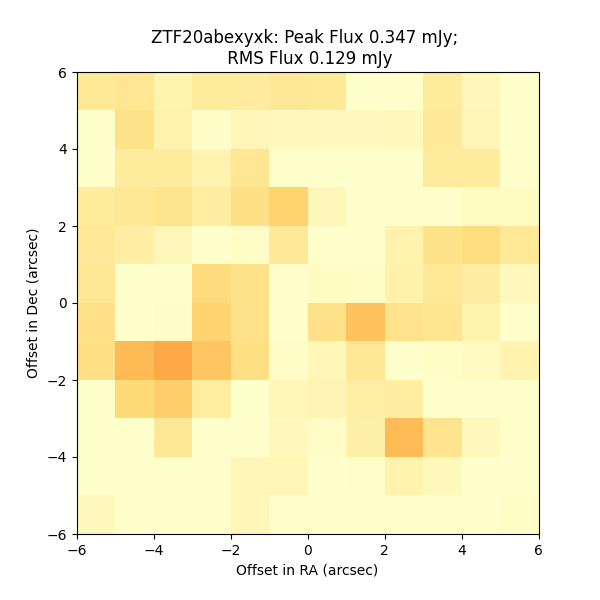 ZTF20abexyxk: Peak Flux 0.347 mJy;
RMS Flux 0.129 mJy
6
4
2
0
−2
−4
−6
Offset in Dec (arcsec)
−6 −4 −2 0 2 4 6
Offset in RA (arcsec)